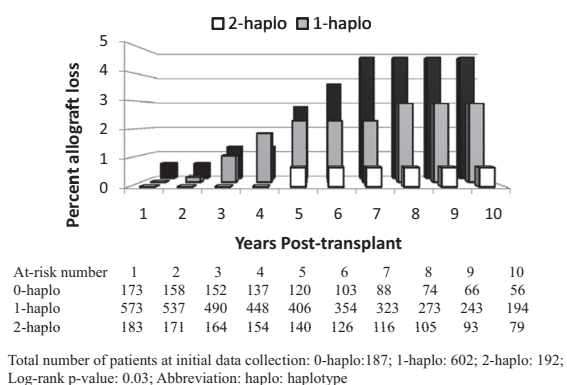 2-haplo 1-haplo
5
4
3
2
1
0
Percent allograft loss
1 2 3 4 5 6 7 8 9 10
Years Post-transplant
At-risk number 1 2 3 4 5 6 7 8 9 10
0-haplo 173 158 152 137 120 103 88 74 66 56
1-haplo 573 537 490 448 406 354 323 273 243 194
2-haplo 183 171 164 154 140 126 116 105 93 79
Total number of patients at initial data collection: 0-haplo:187; 1-haplo: 602; 2-haplo: 192;
Log-rank p-value: 0.03; Abbreviation: haplo: haplotype